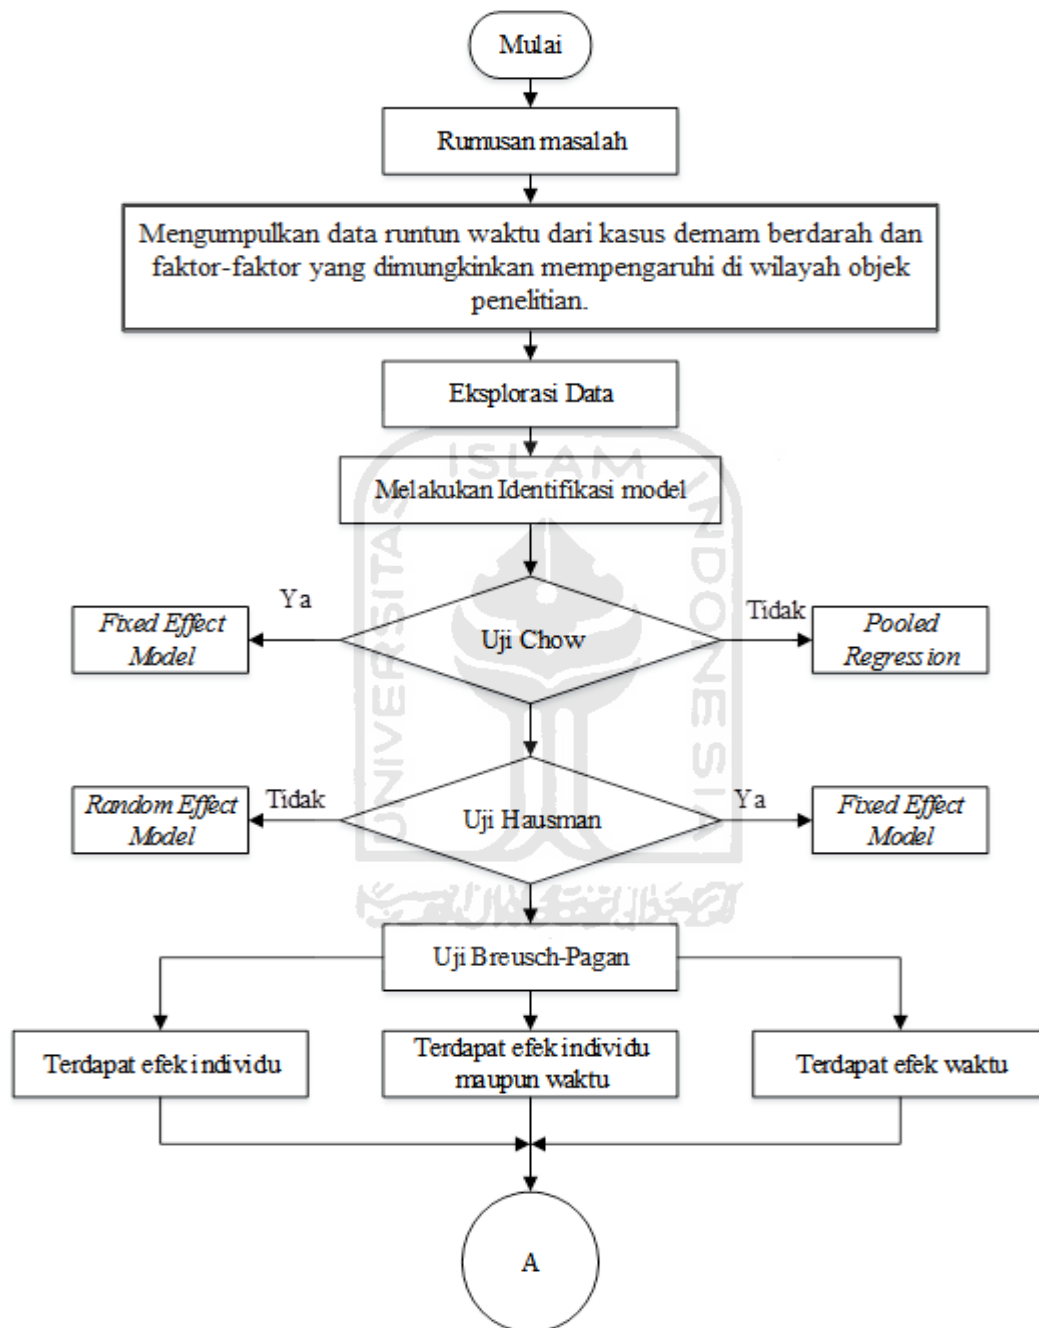 Mulai
Rumusan masalah
Mengumpulkan data runtun waktu dari kasus demam berdarah dan
faktor-faktor yang dimungkinkan mempengaruhi di wilayah objek
penelitian.
Eksplorasi Data
ISLAM
UNIVERSITAS
INDONESIA
Melakukan Identifikasi model
Ya
Tidak
Fixed Effect
Model
Uji Chow
Pooled
Regression
Tidak
Ya
Random Effect
Model
Uji Hausman
Fixed Effect
Model
Uji Breusch-Pagan
Terdapat efek individu
Terdapat efek individu
maupun waktu
Terdapat efek waktu
A